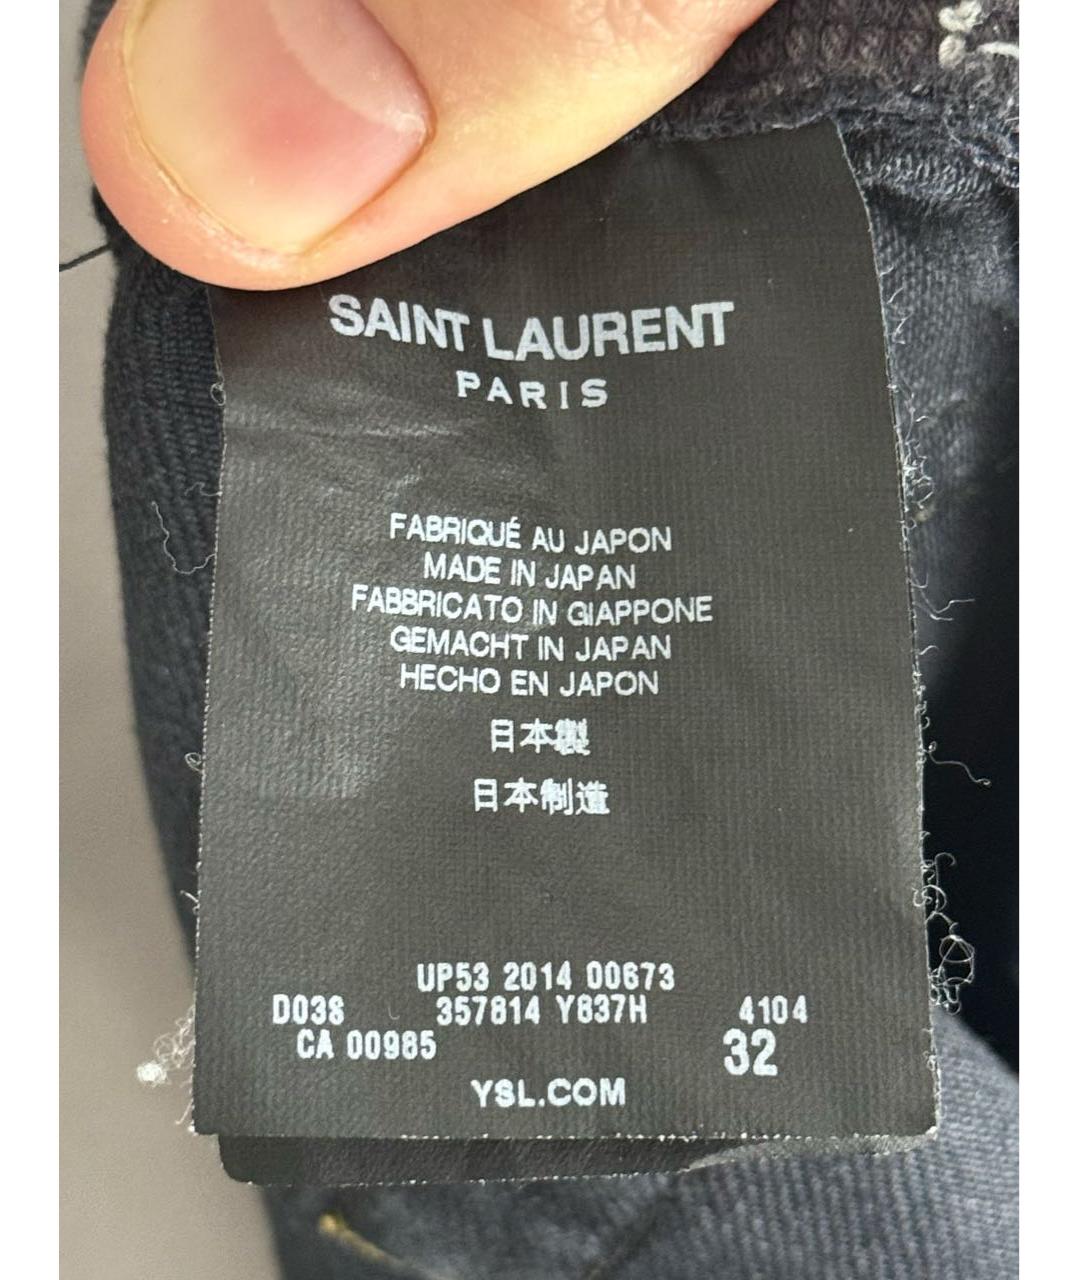 SAINT LAURENT
PARIS
FABRIQUÉ AU JAPON
MADE IN JAPAN
FABBRICATO IN GIAPPONE
GEMACHT IN JAPAN
HECHO EN JAPON
日本製
日本制造
UP53 2014 00673
D03S 357814 Y837H 4104
CA 00985 32
YSL.COM